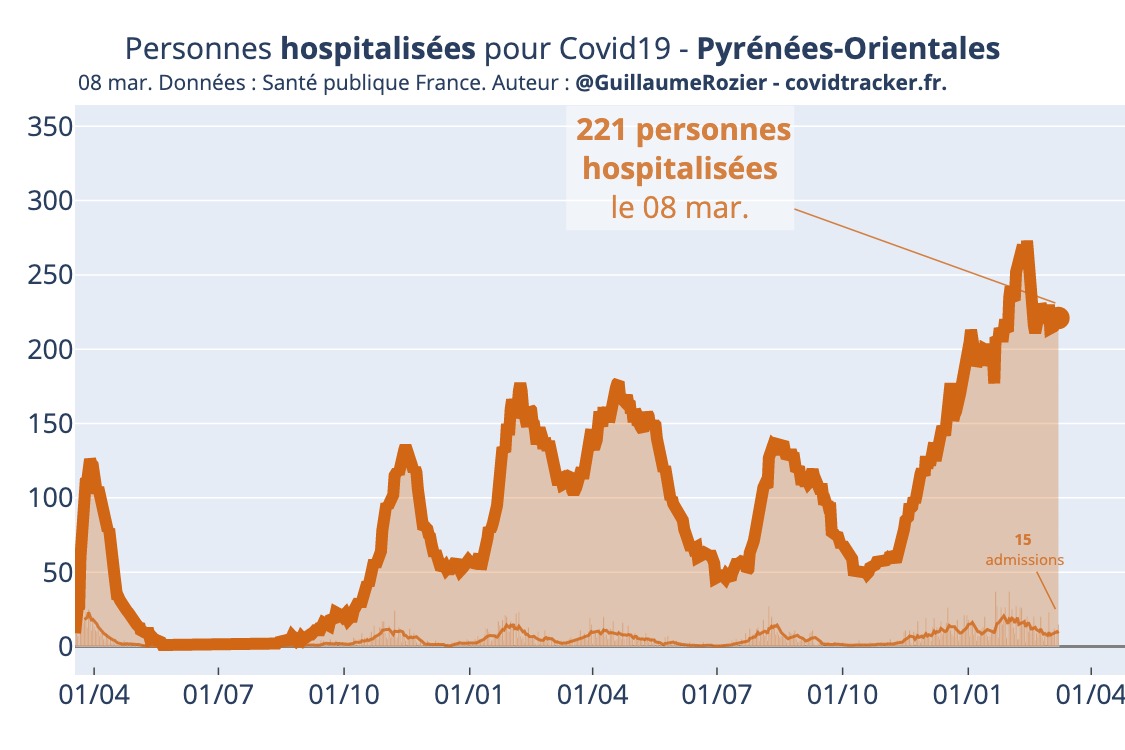 Personnes hospitalisées pour Covid19 - Pyrénées-Orientales
08 mar. Données : Santé publique France. Auteur : @GuillaumeRozier - covidtracker.fr.
350
221 personnes
hospitalisées
le 08 mar.
300
250
200
150
100
15
admissions
50
0
01/04 01/07 01/10 01/01 01/04 01/07 01/10 01/01 01/04